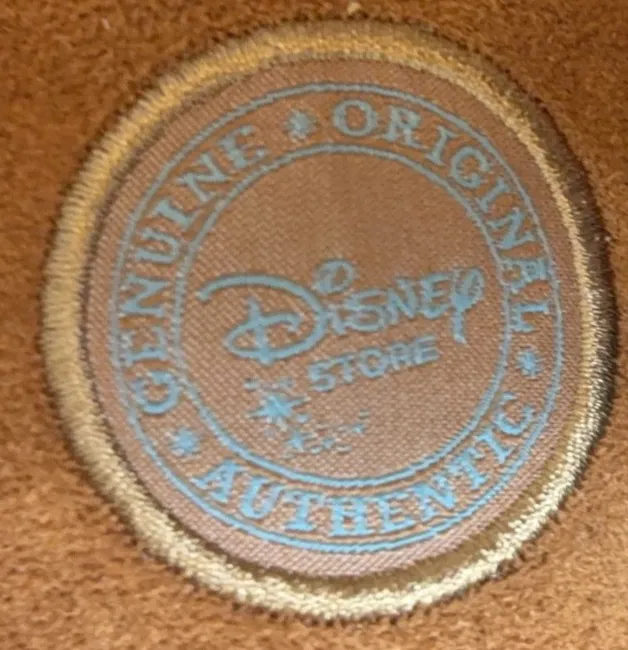 GENUINE * ORIGINAL * AUTHENTIC *
Disney
STORE